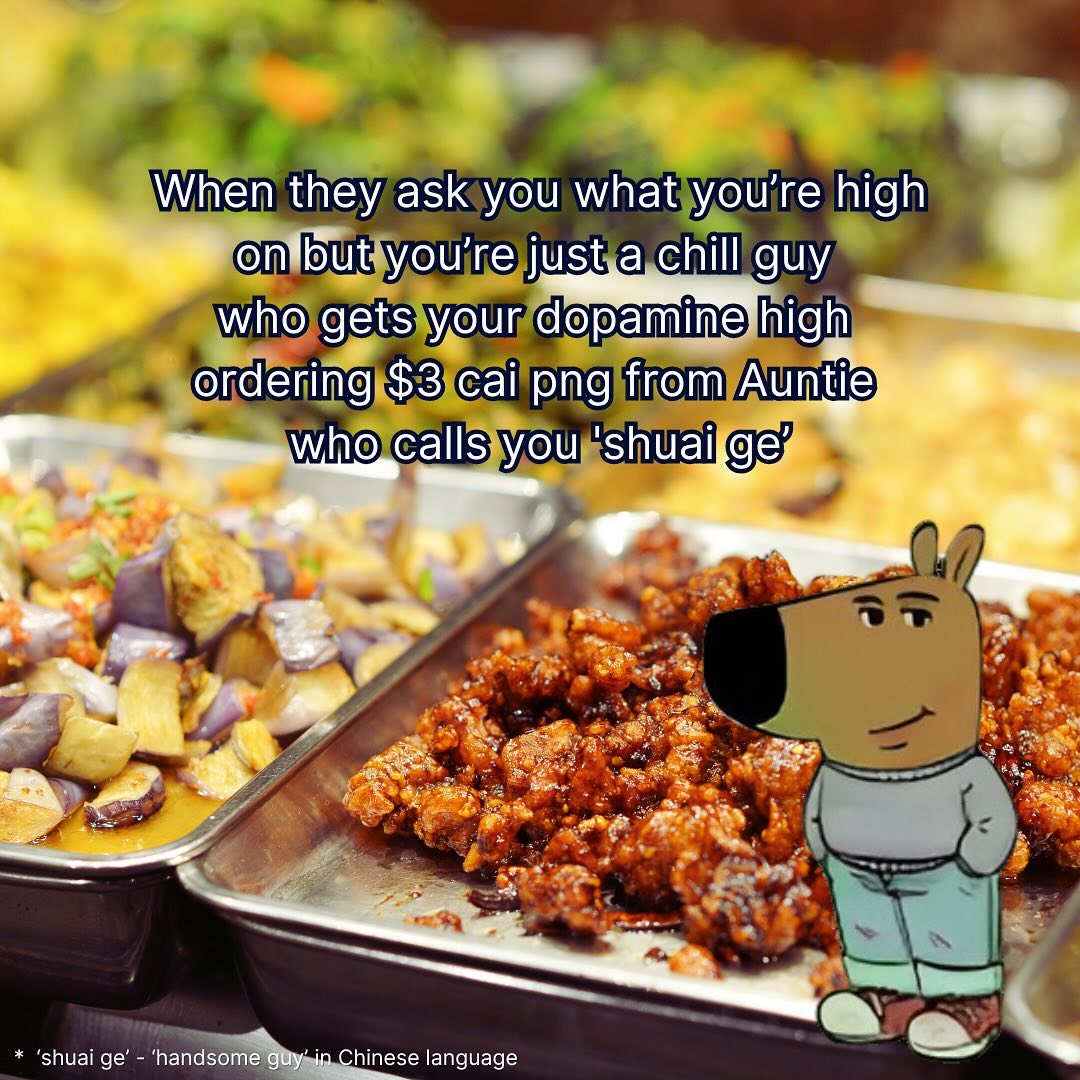 When they ask you what you’re high
on but you’re just a chill guy
who gets your dopamine high
ordering $3 cai png from Auntie
who calls you 'shuai ge’
* ‘shuai ge’ - ‘handsome guy’ in Chinese language